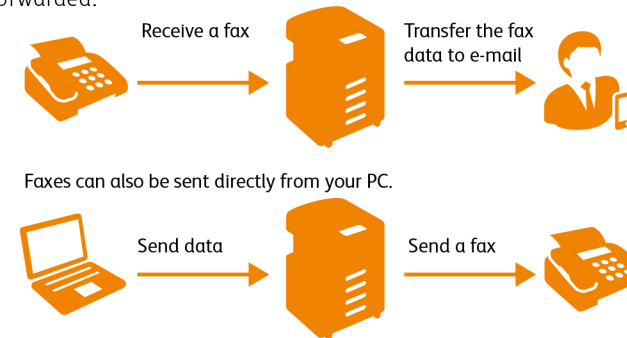 Receive a fax
Transfer the fax
data to e-mail
Faxes can also be sent directly from your PC.
Send data
Send a fax